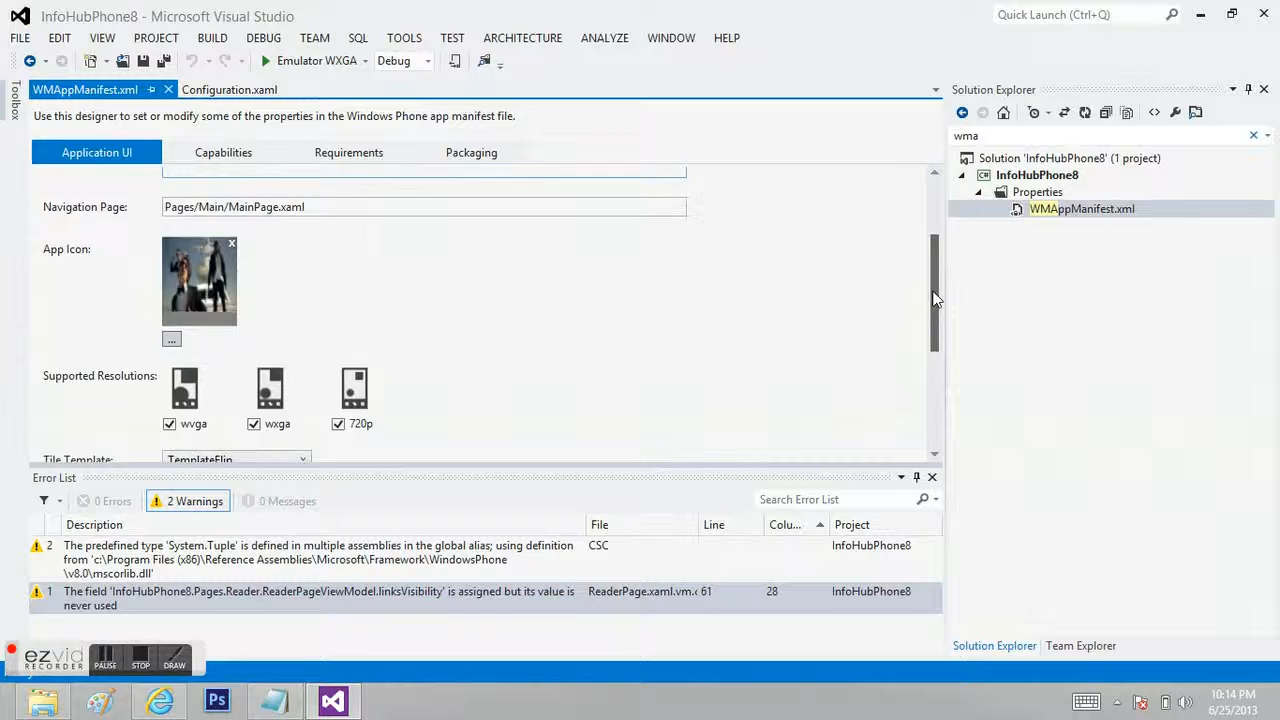 InfoHubPhone8 - Microsoft Visual Studio
Quick Launch (Ctrl+Q)
FILE EDIT VIEW PROJECT BUILD DEBUG TEAM SQL TOOLS TEST ARCHITECTURE ANALYZE WINDOW HELP
Emulator WXGA Debug
Toolbox
WMAppManifest.xml Configuration.xaml
Solution Explorer
Use this designer to set or modify some of the properties in the Windows Phone app manifest file.
wma
Application UI Capabilities Requirements Packaging
Solution 'InfoHubPhone8' (1 project)
InfoHubPhone8
Properties
WMAppManifest.xml
Navigation Page: Pages/Main/MainPage.xaml
App Icon:
x
...
Supported Resolutions:
wvga wxga 720p
Tile Template: TemplateFlip
Error List
0 Errors 2 Warnings 0 Messages
Search Error List
Description File Line Colu... Project
2 The predefined type 'System.Tuple' is defined in multiple assemblies in the global alias; using definition CSC InfoHubPhone8
from 'c:\Program Files (x86)\Reference Assemblies\Microsoft\Framework\WindowsPhone
\v8.0\mscorlib.dll'
1 The field 'InfoHubPhone8.Pages.Reader.ReaderPageViewModel.linksVisibility' is assigned but its value is ReaderPage.xaml.vm.c 61 28 InfoHubPhone8
never used
Solution Explorer Team Explorer
ezvid
RECORDER
PAUSE STOP DRAW
Ps
10:14 PM
6/25/2013